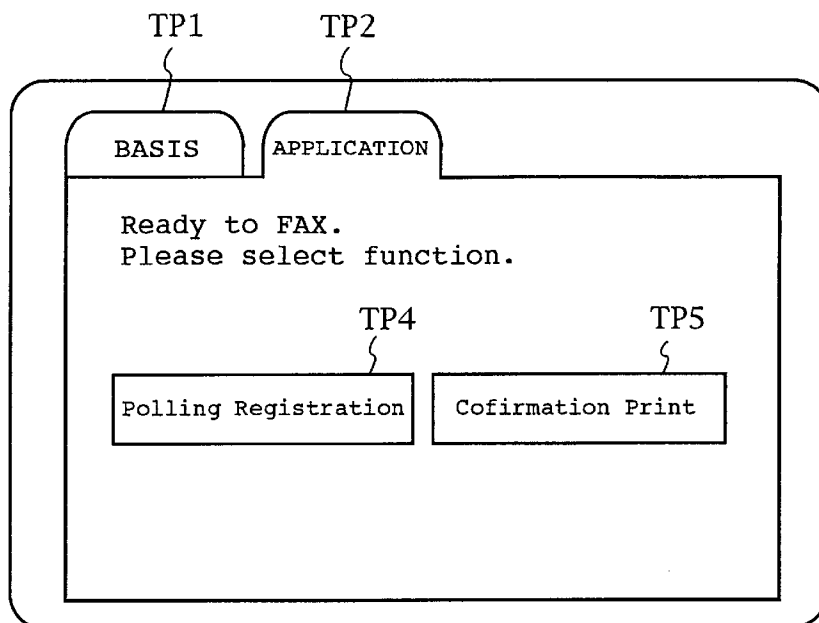 TP1 TP2
BASIS APPLICATION
Ready to FAX.
Please select function.
TP4 TP5
Polling Registration Cofirmation Print